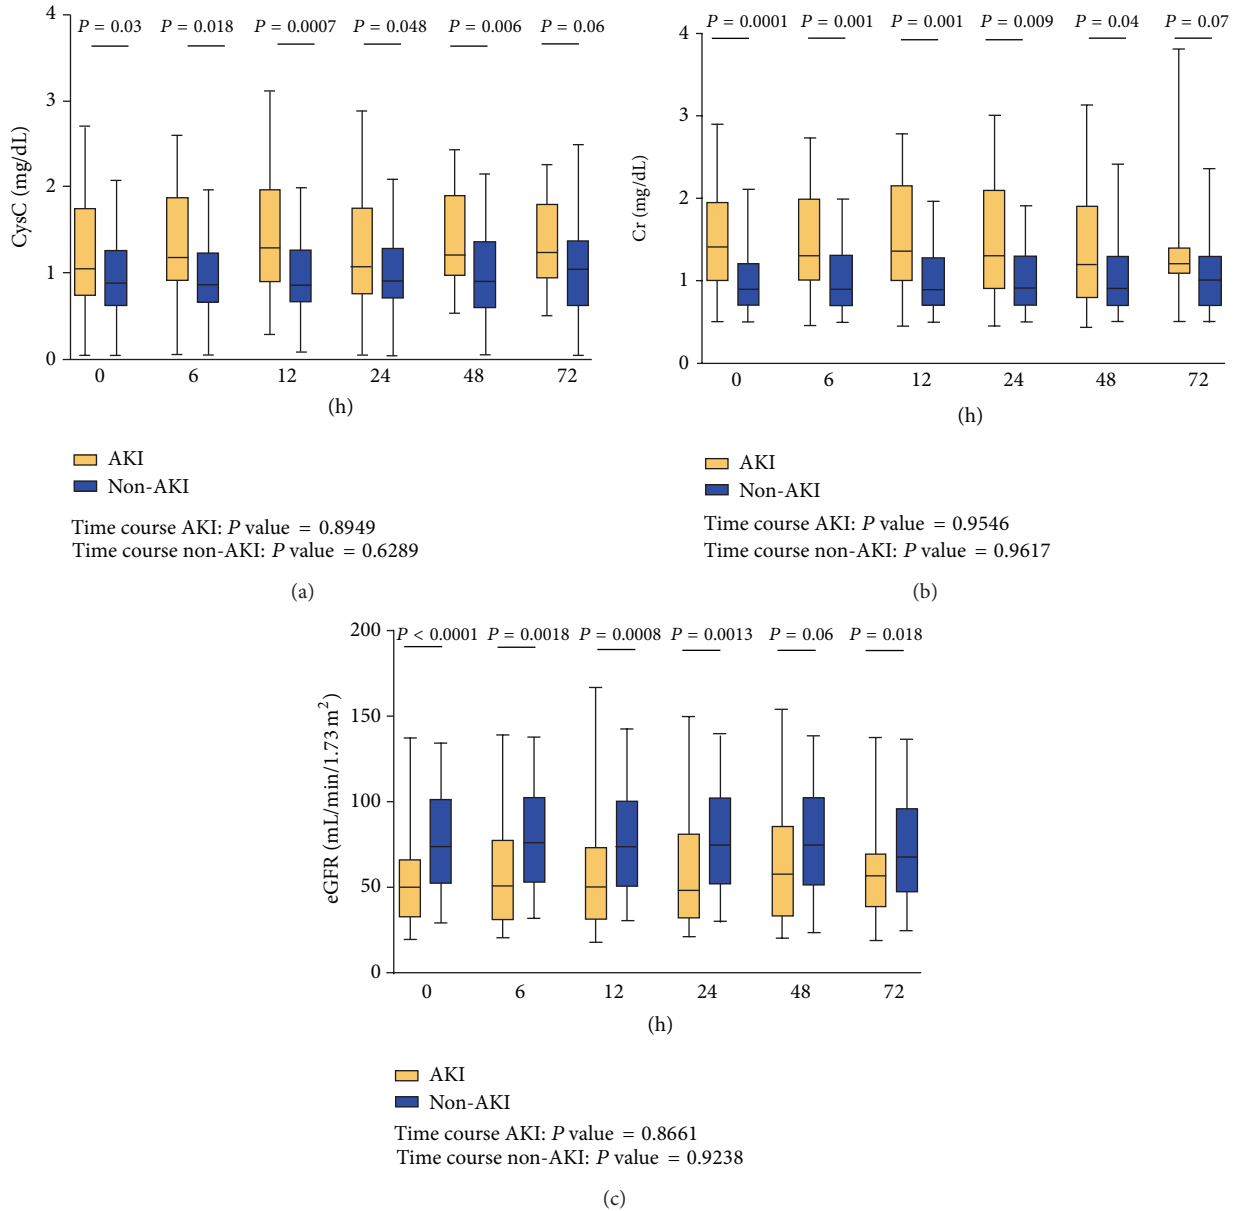 P = 0.03 P = 0.018 P = 0.0007 P = 0.048 P = 0.006 P = 0.06
4
3
2
1
0
CysC (mg/dL)
0 6 12 24 48 72
(h)
AKI
Non-AKI
Time course AKI: P value = 0.8949
Time course non-AKI: P value = 0.6289
(a)
P = 0.0001 P = 0.001 P = 0.001 P = 0.009 P = 0.04 P = 0.07
4
3
2
1
0
Cr (mg/dL)
0 6 12 24 48 72
(h)
AKI
Non-AKI
Time course AKI: P value = 0.9546
Time course non-AKI: P value = 0.9617
(b)
P < 0.0001 P = 0.0018 P = 0.0008 P = 0.0013 P = 0.06 P = 0.018
200
150
100
50
0
eGFR (mL/min/1.73 m²)
0 6 12 24 48 72
(h)
AKI
Non-AKI
Time course AKI: P value = 0.8661
Time course non-AKI: P value = 0.9238
(c)